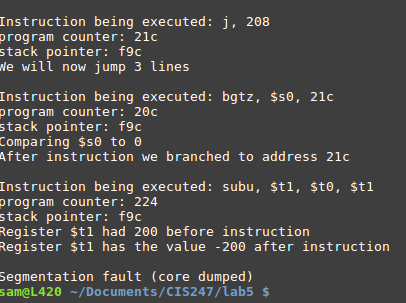 Instruction being executed: j, 208
program counter: 21c
stack pointer: f9c
We will now jump 3 lines
Instruction being executed: bgtz, $s0, 21c
program counter: 20c
stack pointer: f9c
Comparing $s0 to 0
After instruction we branched to address 21c
Instruction being executed: subu, $t1, $t0, $t1
program counter: 224
stack pointer: f9c
Register $t1 had 200 before instruction
Register $t1 has the value -200 after instruction
Segmentation fault (core dumped)
sam@L420 ~/Documents/CIS247/lab5 $